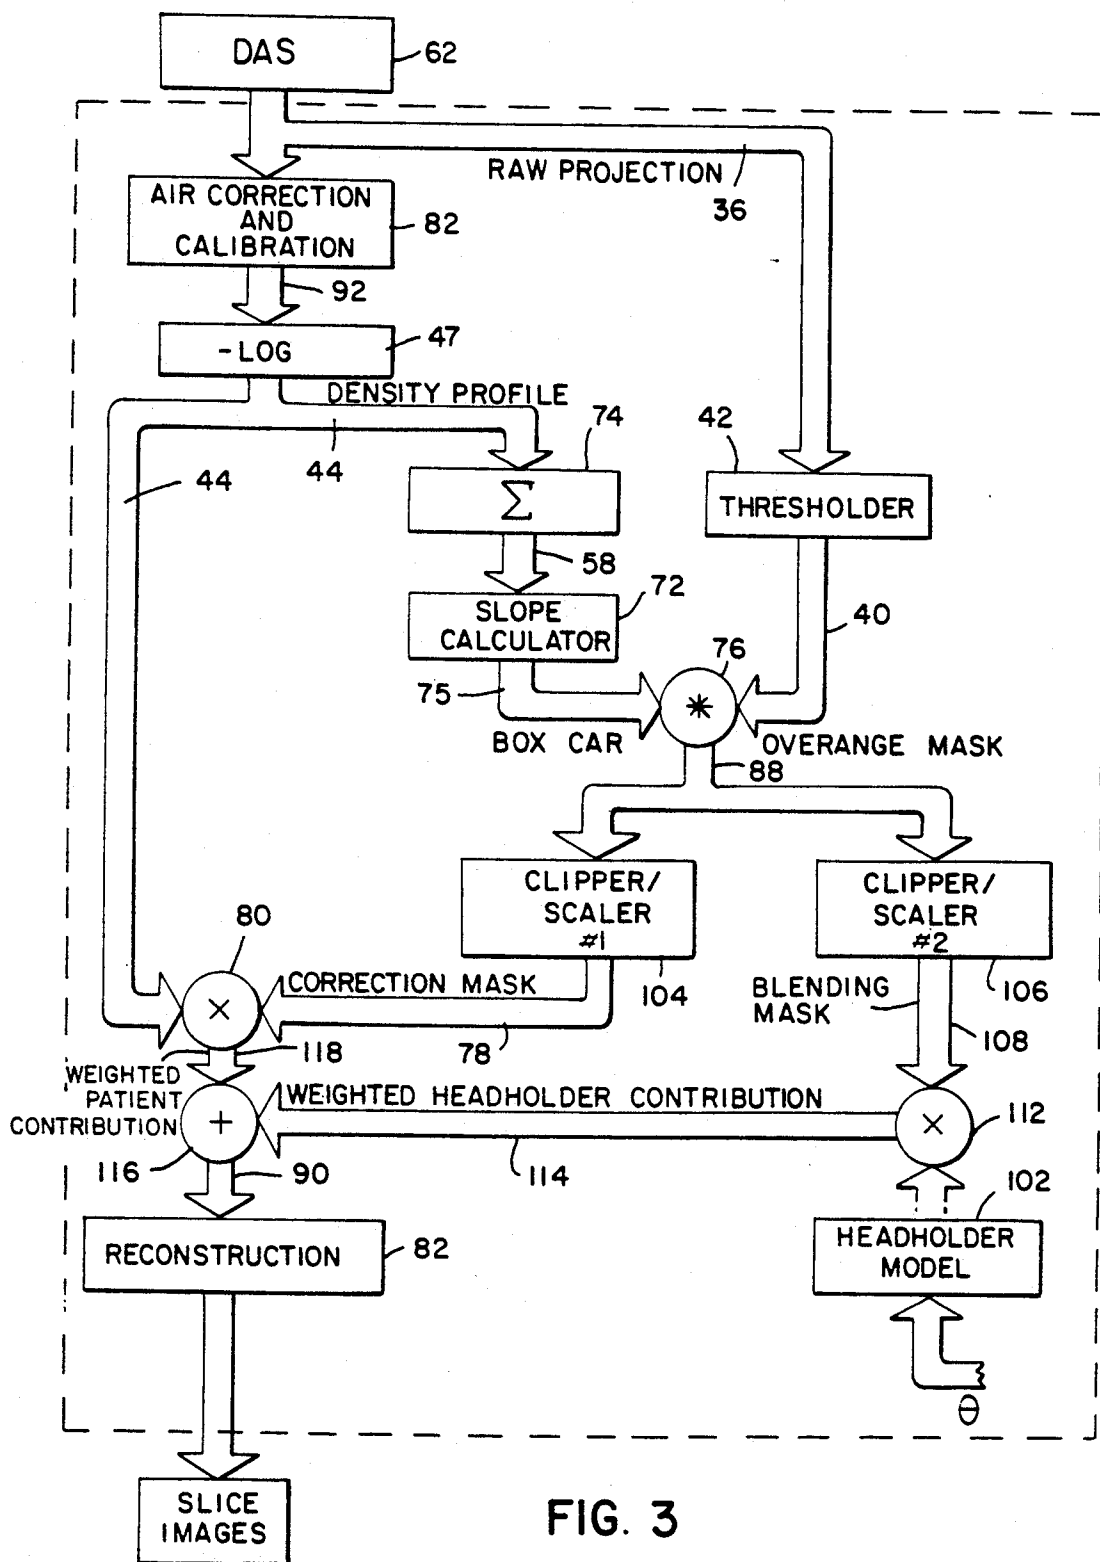 DAS
62
RAW PROJECTION
36
AIR CORRECTION
AND
CALIBRATION
82
92
-LOG
47
DENSITY PROFILE
44
44
74
42
Σ
THRESHOLDER
58
SLOPE
CALCULATOR
72
40
76
75
*
BOX CAR
OVERANGE MASK
88
CLIPPER/
SCALER
#1
CLIPPER/
SCALER
#2
80
CORRECTION MASK
104
BLENDING
MASK
106
×
78
108
118
WEIGHTED
PATIENT
CONTRIBUTION
WEIGHTED HEADHOLDER CONTRIBUTION
+
×
112
116
90
114
102
RECONSTRUCTION
82
HEADHOLDER
MODEL
θ
SLICE
IMAGES
FIG. 3